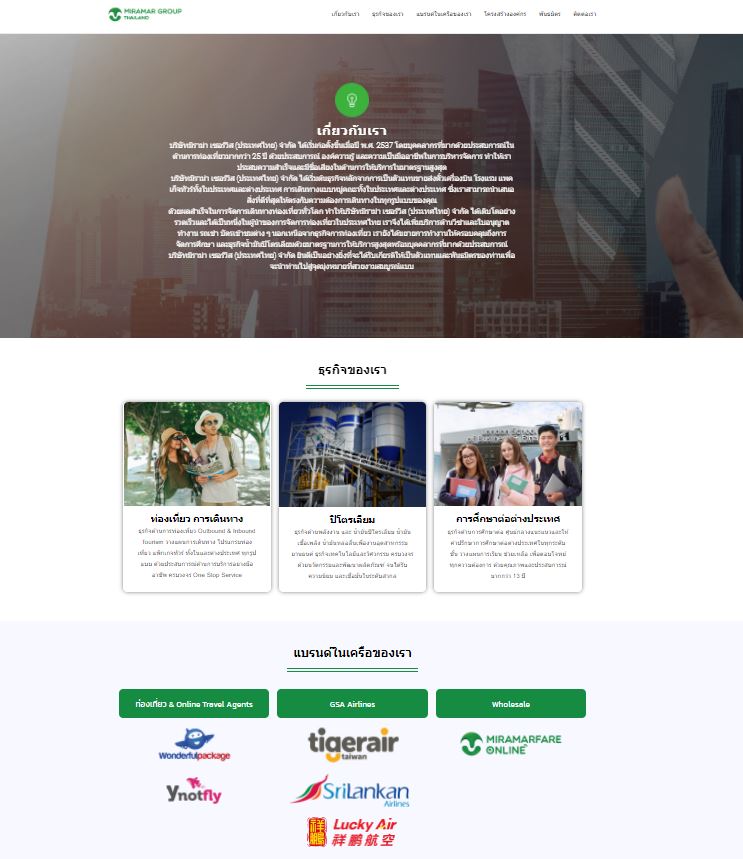 MIRAMAR GROUP
THAILAND
เกี่ยวกับเรา ธุรกิจของเรา แบรนด์ในเครือของเรา โครงสร้างองค์กร พันธมิตร ติดต่อเรา
เกี่ยวกับเรา
บริษัทมิราม่า เซอร์วิส (ประเทศไทย) จำกัด ได้เริ่มก่อตั้งขึ้นเมื่อปี พ.ศ. 2537 โดยบุคคลากรที่มากด้วยประสบการณ์ใน
ด้านการท่องเที่ยวมากกว่า 25 ปี ด้วยประสบการณ์ องค์ความรู้ และความเป็นมืออาชีพในการบริหารจัดการ ทำให้เรา
ประสบความสำเร็จและมีชื่อเสียงในด้านการให้บริการในมาตรฐานสูงสุด
บริษัทมิราม่า เซอร์วิส (ประเทศไทย) จำกัด ได้เริ่มต้นธุรกิจหลักจากการเป็นตัวแทนขายส่งตั๋วเครื่องบิน โรงแรม แพค
เกจทัวร์ทั้งในประเทศและต่างประเทศ การเดินทางแบบหมู่คณะทั้งในประเทศและต่างประเทศ ซึ่งเราสามารถนำเสนอ
สิ่งที่ดีที่สุดให้ตรงกับความต้องการเดินทางในทุกรูปแบบของคุณ
ด้วยผลสำเร็จในการจัดการเดินทางท่องเที่ยวทั่วโลก ทำให้บริษัทมิราม่า เซอร์วิส (ประเทศไทย) จำกัด ได้เติบโตอย่าง
รวดเร็วและได้เป็นหนึ่งในผู้นำของการจัดการท่องเที่ยวในประเทศไทย เราจึงได้เพิ่มบริการด้านวีซ่าและใบอนุญาต
ทำงาน รถเช่า บัตรเข้าชมต่าง ๆ นอกเหนือจากธุรกิจการท่องเที่ยว เรายังได้ขยายการทำงานให้ครอบคลุมถึงการ
จัดการศึกษา และธุรกิจน้ำมันปิโตรเลียมด้วยมาตรฐานการให้บริการสูงสุดพร้อมบุคคลากรที่มากด้วยประสบการณ์
บริษัทมิราม่า เซอร์วิส (ประเทศไทย) จำกัด ยินดีเป็นอย่างยิ่งที่จะได้รับเกียรติให้เป็นตัวแทนและพันธมิตรของท่านเพื่อ
จะนำท่านไปสู่จุดมุ่งหมายที่สวยงามสมบูรณ์แบบ
ธุรกิจของเรา
London School
of Business & Fina
ท่องเที่ยว การเดินทาง
ธุรกิจด้านการท่องเที่ยว Outbound & Inbound
Tourism วางแผนการเดินทาง โปรแกรมท่อง
เที่ยว แพ็กเกจทัวร์ ทั้งในและต่างประเทศ ทุกรูป
แบบ ด้วยประสบการณ์ด้านการบริการอย่างมือ
อาชีพ ครบวงจร One Stop Service
ปิโตรเลียม
ธุรกิจด้านพลังงาน และ น้ำมันปิโตรเลียม น้ำมัน
เชื้อเพลิง น้ำมันหล่อลื่นเพื่องานอุตสาหกรรม
ยานยนต์ ธุรกิจเทคโนโลยีและวิศวกรรม ครบวงจร
ด้วยนวัตกรรมและพัฒนาผลิตภัณฑ์ จนได้รับ
ความนิยม และเชื่อมั่นในระดับสากล
การศึกษาต่อต่างประเทศ
ธุรกิจด้านการศึกษาต่อ ศูนย์กลางแนะแนวและให้
คำปรึกษาการศึกษาต่อต่างประเทศในทุกระดับ
ชั้น วางแผนการเรียน ช่วยเหลือ เพื่อตอบโจทย์
ทุกความต้องการ ด้วยคุณภาพและประสบการณ์
มากกว่า 13 ปี
แบรนด์ในเครือของเรา
ท่องเที่ยว & Online Travel Agents
GSA Airlines
Wholesale
Wonderfulpackage
tigerair
taiwan
MIRAMARFARE
ONLINE
Ynotfly
SriLankan
Airlines
祥鹏
Lucky Air
祥鹏航空